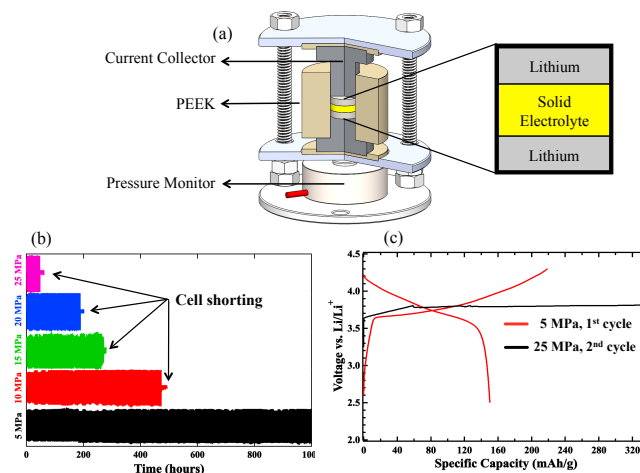 (a)
Current Collector
PEEK
Pressure Monitor
Lithium
Solid
Electrolyte
Lithium
(b)
25 MPa
20 MPa
15 MPa
10 MPa
5 MPa
Cell shorting
0 200 400 600 800 1000
Time (hours)
(c)
Voltage vs. Li/Li+
4.5
4.0
3.5
3.0
2.5
2.0
5 MPa, 1st cycle
25 MPa, 2nd cycle
0 40 80 120 160 200 240 280 320
Specific Capacity (mAh/g)